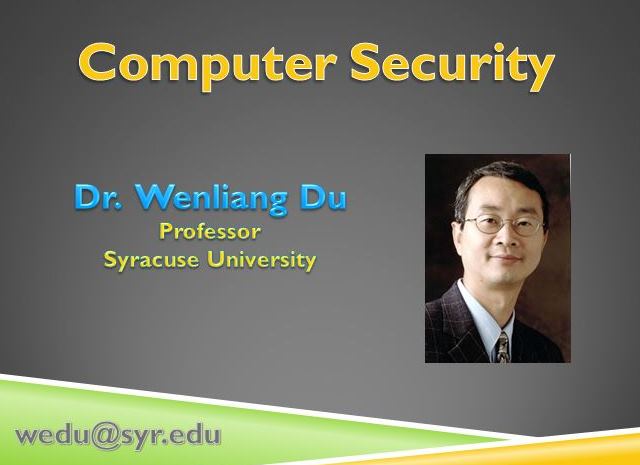 Computer Security
Dr. Wenliang Du
Professor
Syracuse University
wedu@syr.edu